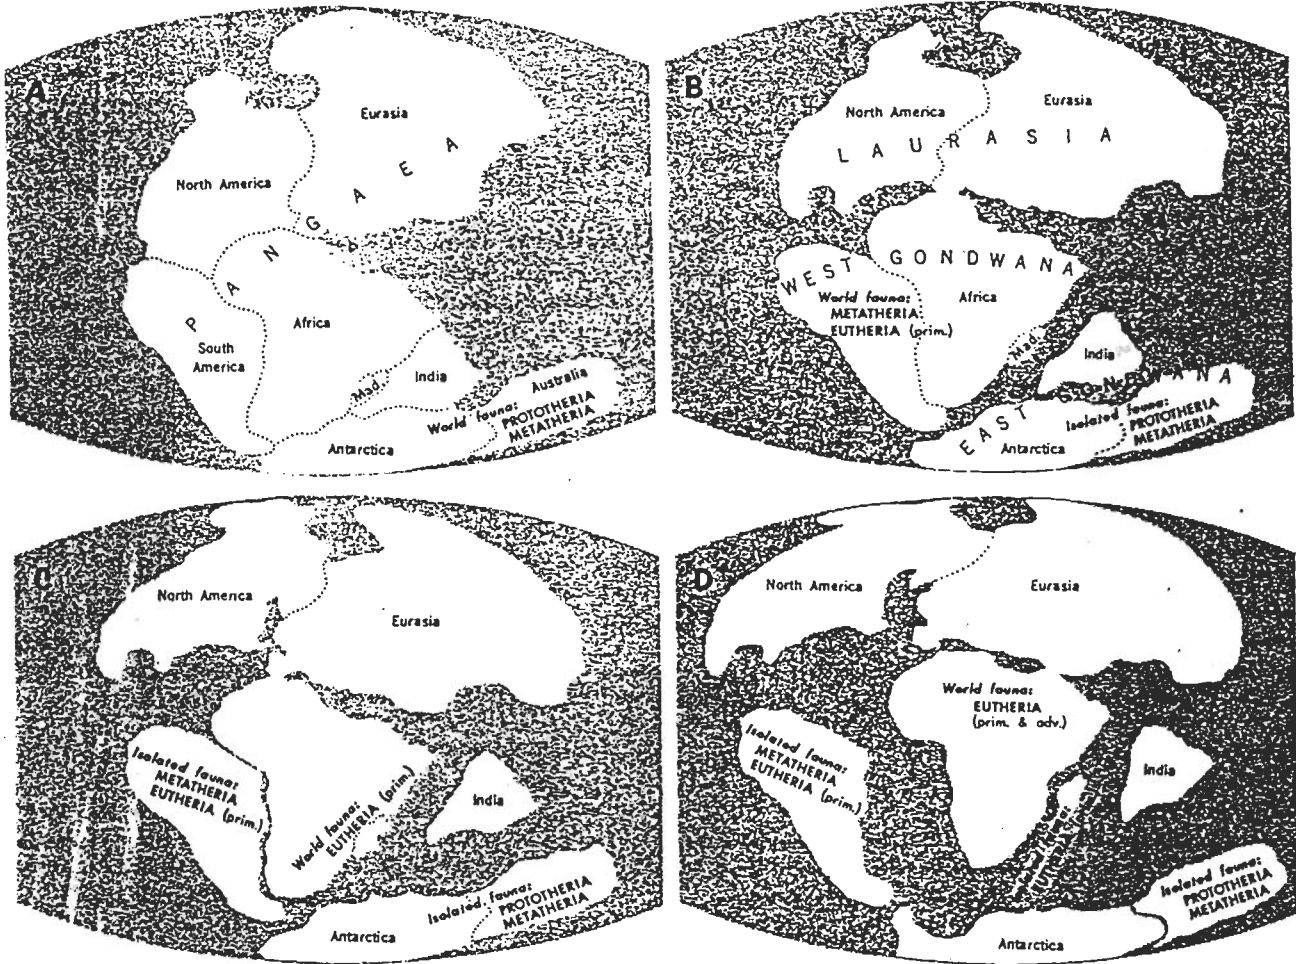 A
Eurasia
North America
PANGAEA
Africa
South
America
Mad.
India
Australia
World fauna:
PROTOTHERIA
METATHERIA
Antarctica
B
North America
Eurasia
LAURASIA
WEST GONDWANA
World fauna:
METATHERIA
EUTHERIA (prim.)
Africa
Mad.
India
EAST GONDWANA
Isolated fauna:
PROTOTHERIA
METATHERIA
Antarctica
C
North America
Eurasia
Isolated fauna:
METATHERIA
EUTHERIA (prim.)
World fauna:
EUTHERIA (prim.)
India
Isolated fauna:
PROTOTHERIA
METATHERIA
Antarctica
D
North America
Eurasia
World fauna:
EUTHERIA
(prim. & adv.)
Isolated fauna:
METATHERIA
EUTHERIA (prim.)
India
Isolated fauna:
PROTOTHERIA
METATHERIA
Antarctica